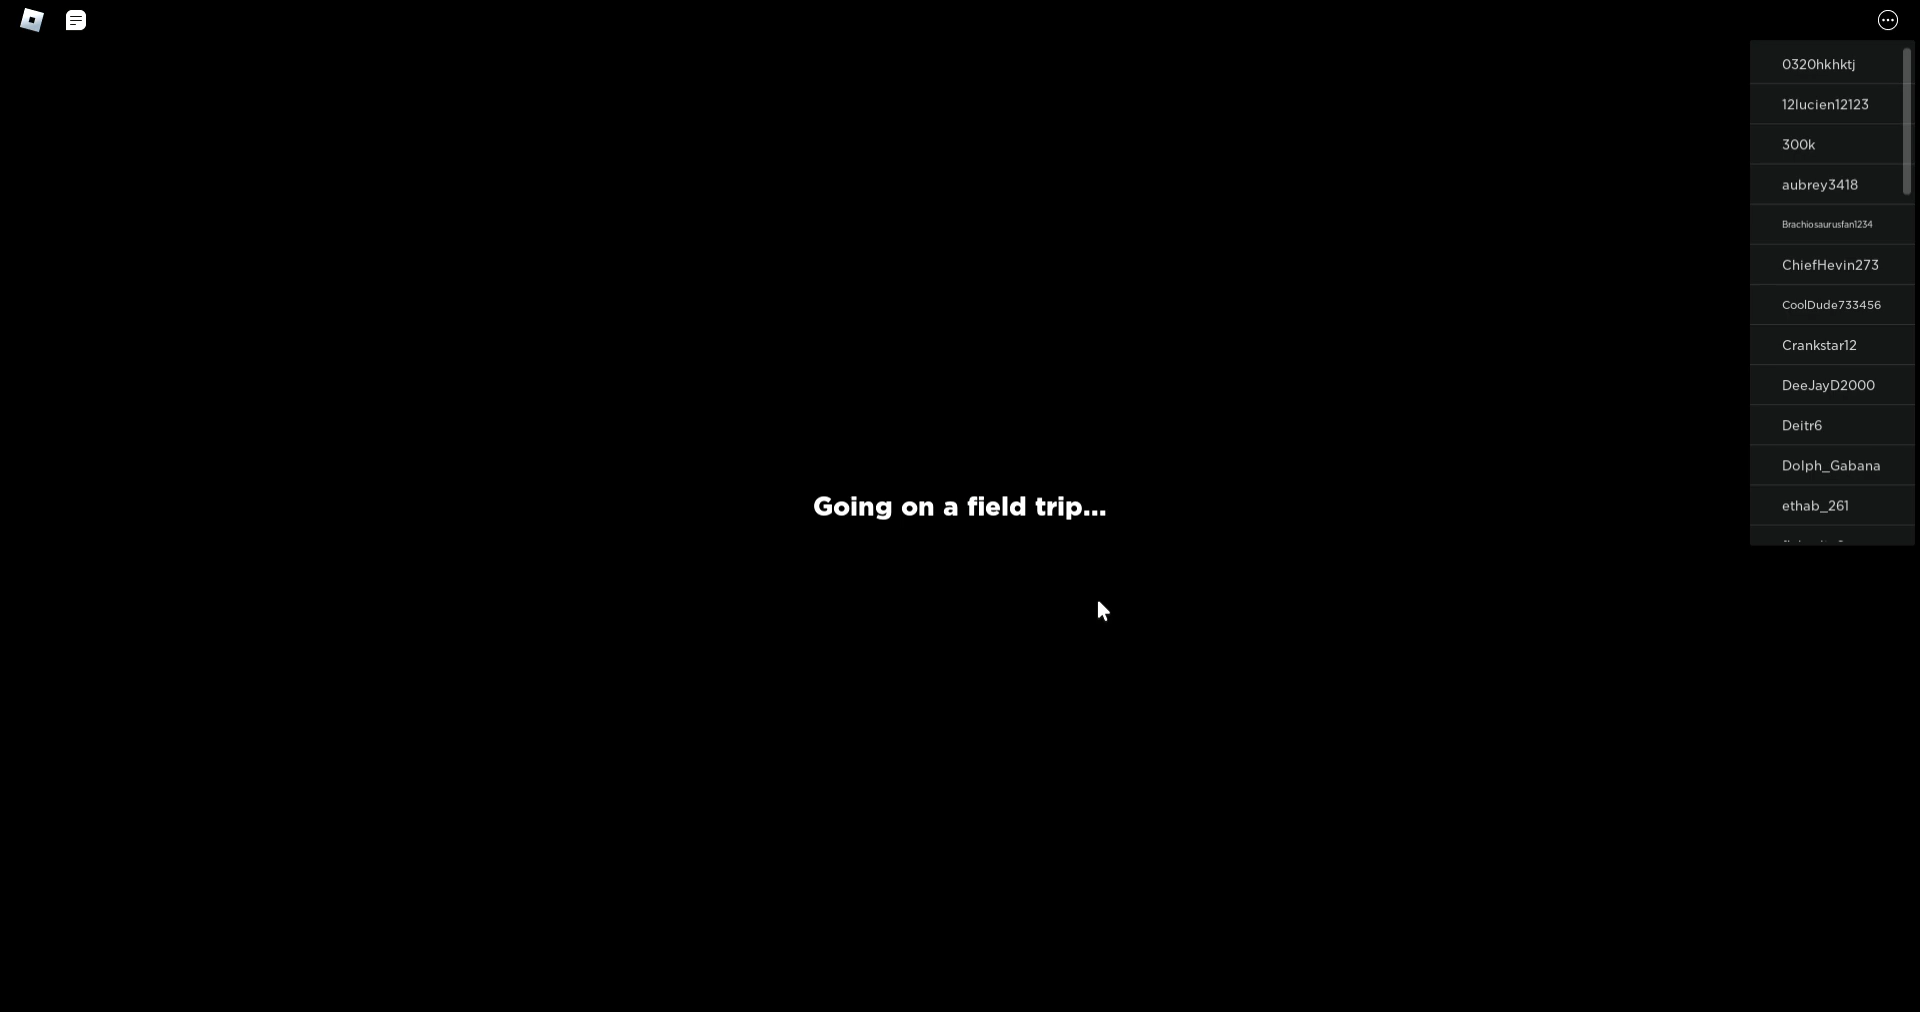 0320hkhktj
12lucien12123
300k
aubrey3418
Brachiosaurusfan1234
ChiefHevin273
CoolDude733456
Crankstar12
DeeJayD2000
Deitr6
Dolph_Gabana
ethab_261
Going on a field trip...